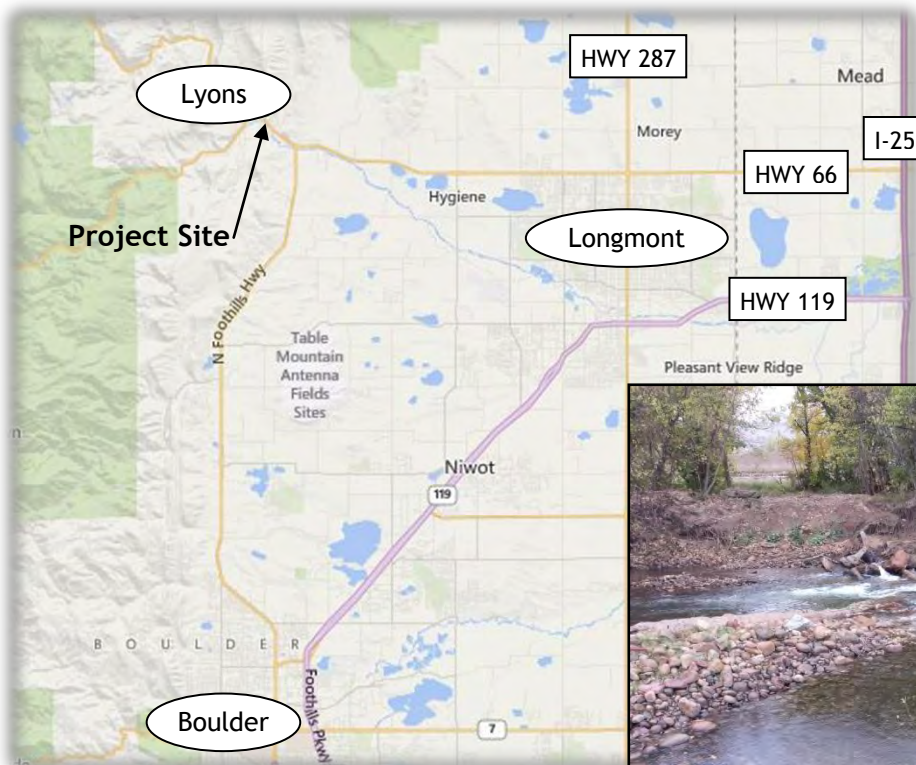 HWY 287
Mead
Lyons
Morey
I-25
HWY 66
Hygiene
Project Site
Longmont
N Foothills Hwy
HWY 119
Table
Mountain
Antenna
Fields
Sites
Pleasant View Ridge
Niwot
119
BOULDER
Foothills Pkwy
Boulder
7